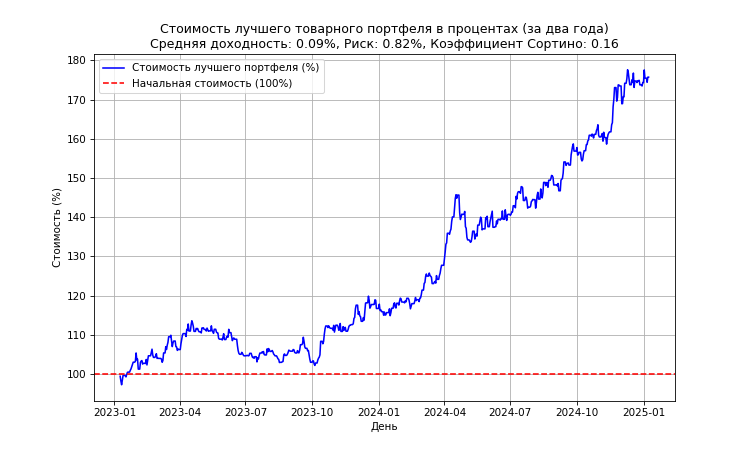 Стоимость лучшего товарного портфеля в процентах (за два года)
Средняя доходность: 0.09%, Риск: 0.82%, Коэффициент Сортино: 0.16
Стоимость лучшего портфеля (%)
Начальная стоимость (100%)
Стоимость (%)
180
170
160
150
140
130
120
110
100
2023-01 2023-04 2023-07 2023-10 2024-01 2024-04 2024-07 2024-10 2025-01
День